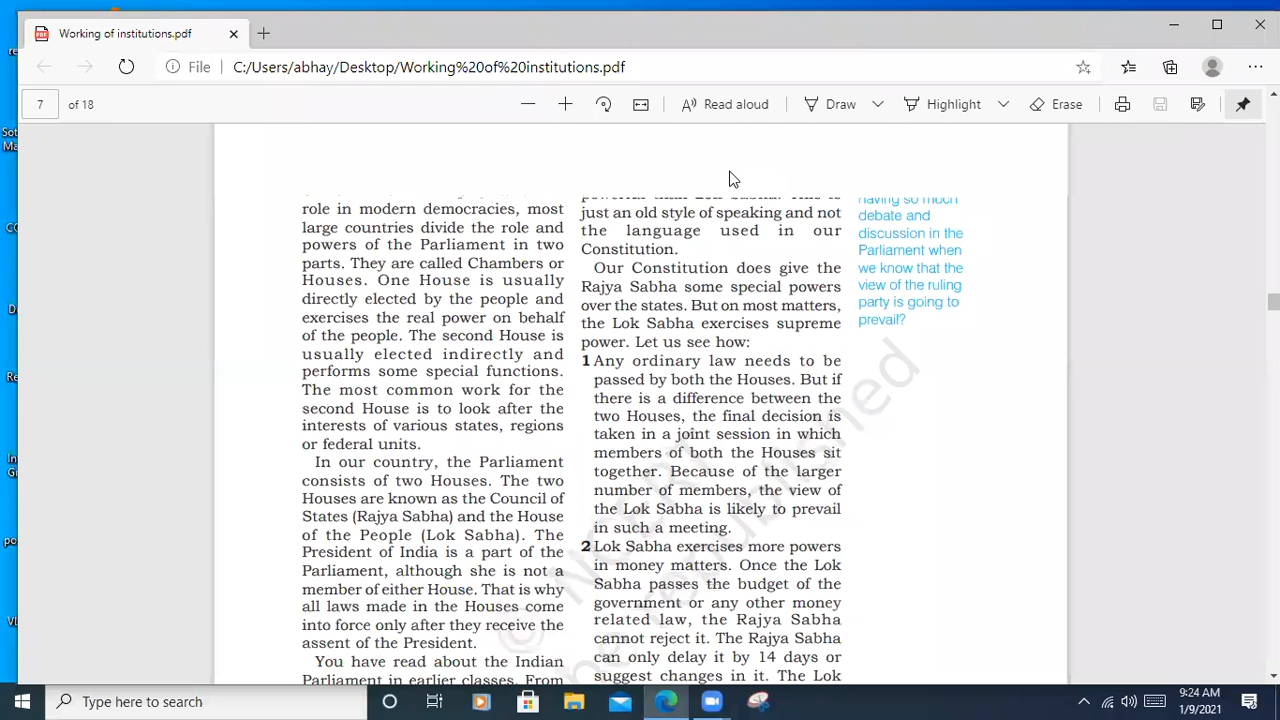 Working of institutions.pdf
File
C:/Users/abhay/Desktop/Working%20of%20institutions.pdf
7 of 18
Read aloud
Draw
Highlight
Erase
role in modern democracies, most
large countries divide the role and
powers of the Parliament in two
parts. They are called Chambers or
Houses. One House is usually
directly elected by the people and
exercises the real power on behalf
of the people. The second House is
usually elected indirectly and
performs some special functions.
The most common work for the
second House is to look after the
interests of various states, regions
or federal units.
In our country, the Parliament
consists of two Houses. The two
Houses are known as the Council of
States (Rajya Sabha) and the House
of the People (Lok Sabha). The
President of India is a part of the
Parliament, although she is not a
member of either House. That is why
all laws made in the Houses come
into force only after they receive the
assent of the President.
You have read about the Indian
Parliament in earlier classes. From
powerful than Lok Sabha. This is
just an old style of speaking and not
the language used in our
Constitution.
Our Constitution does give the
Rajya Sabha some special powers
over the states. But on most matters,
the Lok Sabha exercises supreme
power. Let us see how:
1 Any ordinary law needs to be
passed by both the Houses. But if
there is a difference between the
two Houses, the final decision is
taken in a joint session in which
members of both the Houses sit
together. Because of the larger
number of members, the view of
the Lok Sabha is likely to prevail
in such a meeting.
2 Lok Sabha exercises more powers
in money matters. Once the Lok
Sabha passes the budget of the
government or any other money
related law, the Rajya Sabha
cannot reject it. The Rajya Sabha
can only delay it by 14 days or
suggest changes in it. The Lok
having so much
debate and
discussion in the
Parliament when
we know that the
view of the ruling
party is going to
prevail?
© NCERT
be republished
Type here to search
9:24 AM
1/9/2021